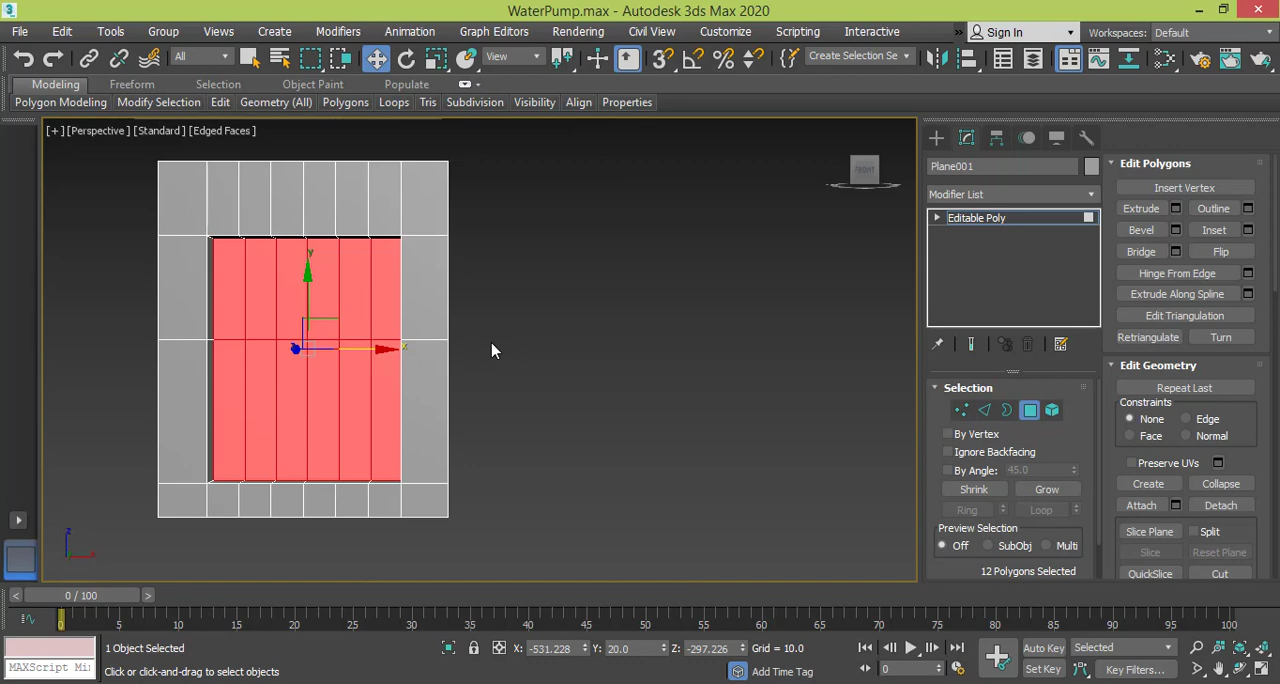 WaterPump.max - Autodesk 3ds Max 2020
File Edit Tools Group Views Create Modifiers Animation Graph Editors Rendering Civil View Customize Scripting Interactive Sign In Workspaces: Default
All View Create Selection Se
Modeling Freeform Selection Object Paint Populate
Polygon Modeling Modify Selection Edit Geometry (All) Polygons Loops Tris Subdivision Visibility Align Properties
[+] [Perspective] [Standard] [Edged Faces]
FRONT
y
x
z
x
Plane001
Modifier List
Editable Poly
Selection
By Vertex
Ignore Backfacing
By Angle: 45.0
Shrink Grow
Ring Loop
Preview Selection
Off SubObj Multi
12 Polygons Selected
Edit Polygons
Insert Vertex
Extrude Outline
Bevel Inset
Bridge Flip
Hinge From Edge
Extrude Along Spline
Edit Triangulation
Retriangulate Turn
Edit Geometry
Repeat Last
Constraints
None Edge
Face Normal
Preserve UVs
Create Collapse
Attach Detach
Slice Plane Split
Slice Reset Plane
QuickSlice Cut
< 0 / 100 >
0 5 10 15 20 25 30 35 40 45 50 55 60 65 70 75 80 85 90 95 100
1 Object Selected X: -531.228 Y: 20.0 Z: -297.226 Grid = 10.0 Auto Key Selected
MAXScript Mi Click or click-and-drag to select objects Add Time Tag 0 Set Key Key Filters...